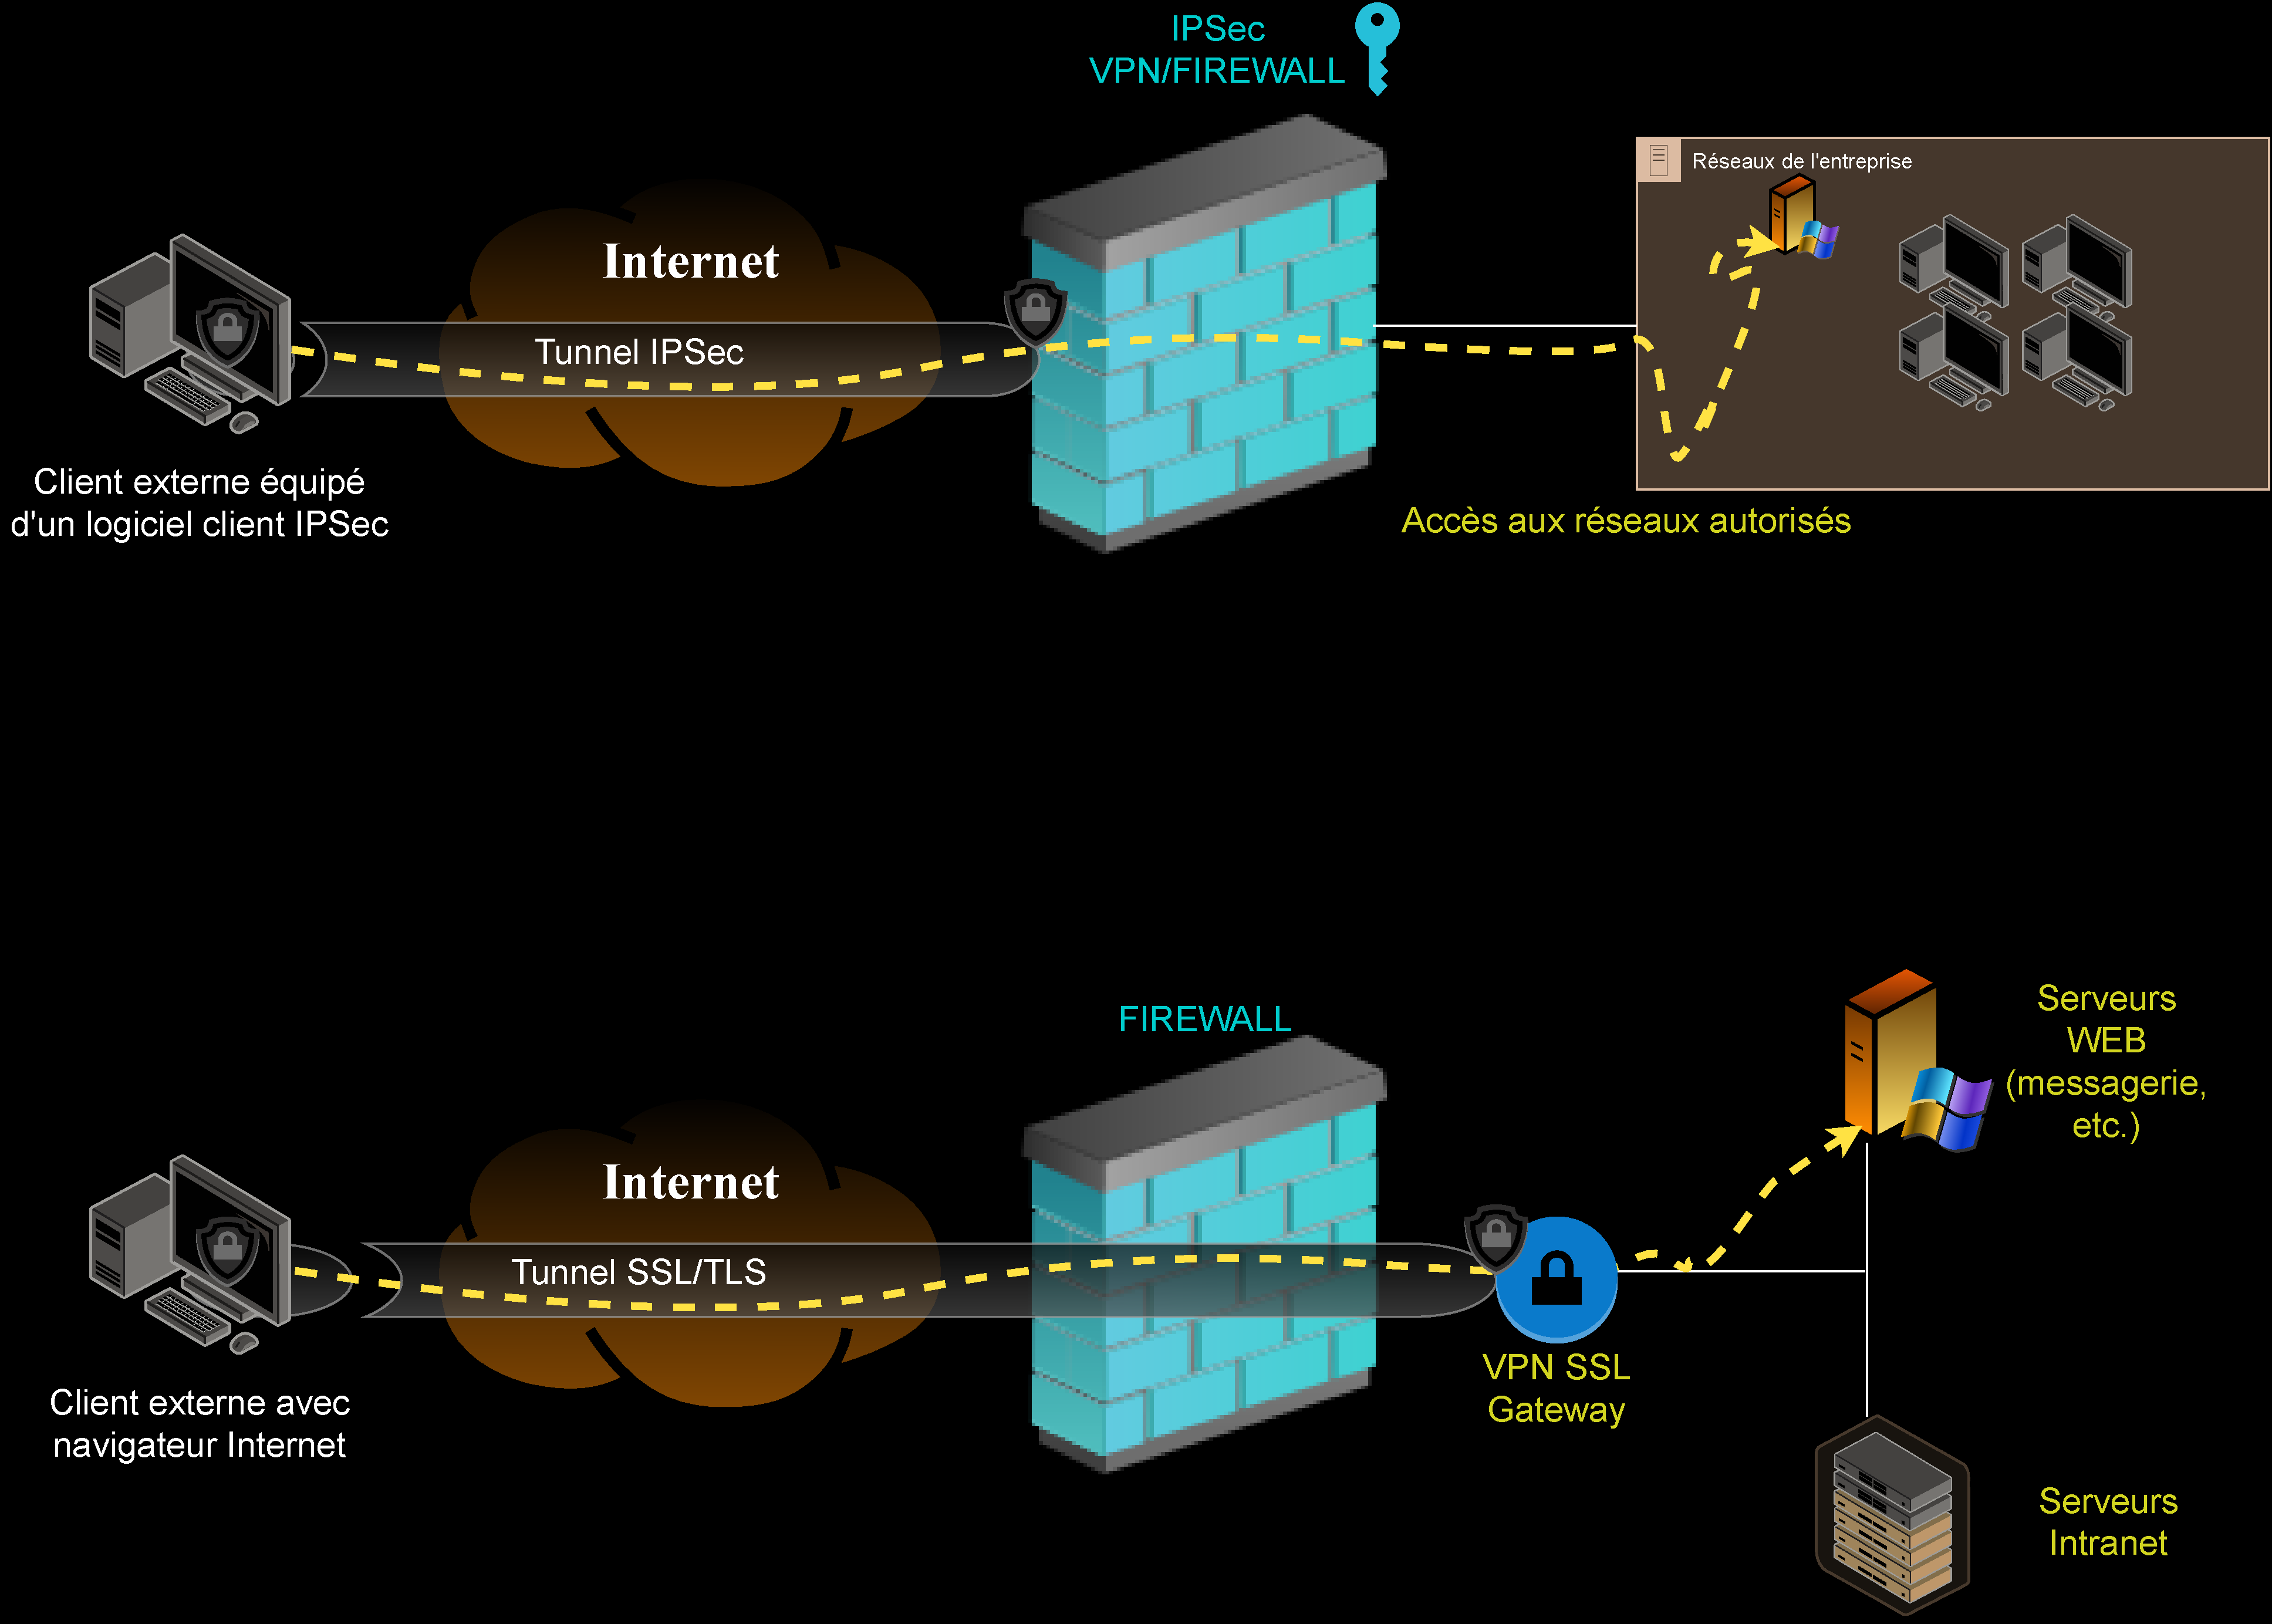 IPSec
VPN/FIREWALL
Réseaux de l'entreprise
Internet
Tunnel IPSec
Client externe équipé
d'un logiciel client IPSec
Accès aux réseaux autorisés
FIREWALL
Serveurs
WEB
(messagerie,
etc.)
Internet
Tunnel SSL/TLS
VPN SSL
Gateway
Client externe avec
navigateur Internet
Serveurs
Intranet